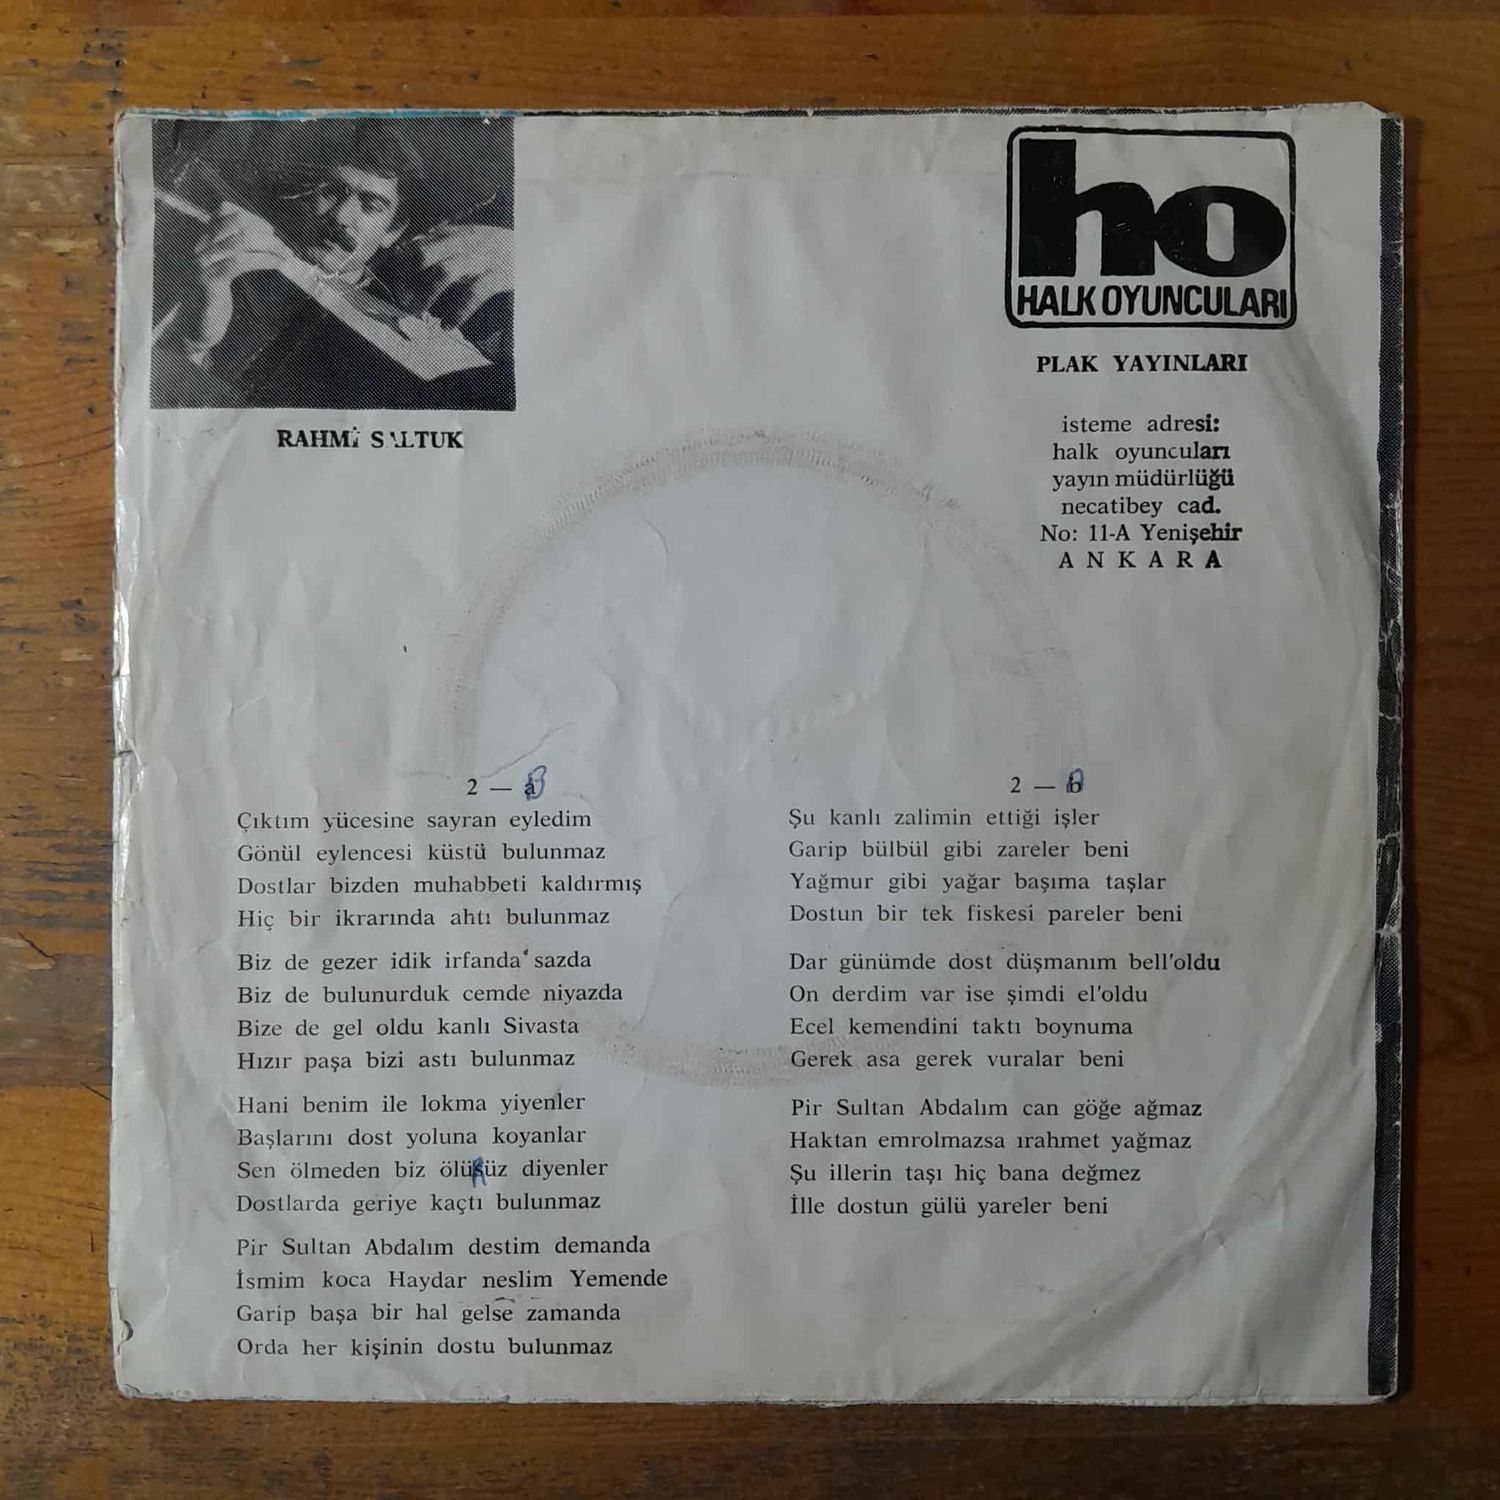 RAHMİ SALTUK
ho
HALK OYUNCULARI
PLAK YAYINLARI
isteme adresi:
halk oyuncuları
yayın müdürlüğü
necatibey cad.
No: 11-A Yenişehir
ANKARA
2 — B
Çıktım yücesine sayran eyledim
Gönül eylencesi küstü bulunmaz
Dostlar bizden muhabbeti kaldırmış
Hiç bir ikrarında ahtı bulunmaz
Biz de gezer idik irfanda sazda
Biz de bulunurduk cemde niyazda
Bize de gel oldu kanlı Sivasta
Hızır paşa bizi astı bulunmaz
Hani benim ile lokma yiyenler
Başlarını dost yoluna koyanlar
Sen ölmeden biz ölürüz diyenler
Dostlarda geriye kaçtı bulunmaz
Pir Sultan Abdalım destim demanda
İsmim koca Haydar neslim Yemende
Garip başa bir hal gelse zamanda
Orda her kişinin dostu bulunmaz
2 —
Şu kanlı zalimin ettiği işler
Garip bülbül gibi zareler beni
Yağmur gibi yağar başıma taşlar
Dostun bir tek fiskesi pareler beni
Dar günümde dost düşmanım bell'oldu
On derdim var ise şimdi el'oldu
Ecel kemendini taktı boynuma
Gerek asa gerek vuralar beni
Pir Sultan Abdalım can göğe ağmaz
Haktan emrolmazsa ırahmet yağmaz
Şu illerin taşı hiç bana değmez
İlle dostun gülü yareler beni